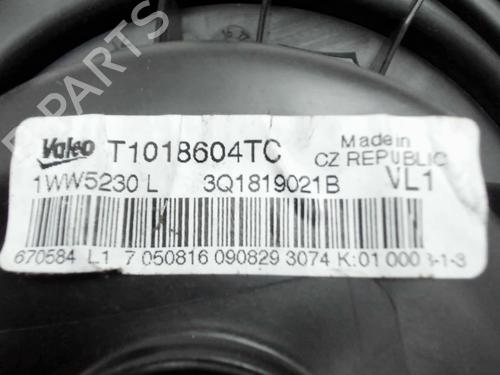 B-PARTS
Valeo T1018604TC Made in
CZ REPUBLIC
1WW5230 L 3Q1819021B VL1
670584 L1 7 050816 090829 3074 K:01 000 -1-3